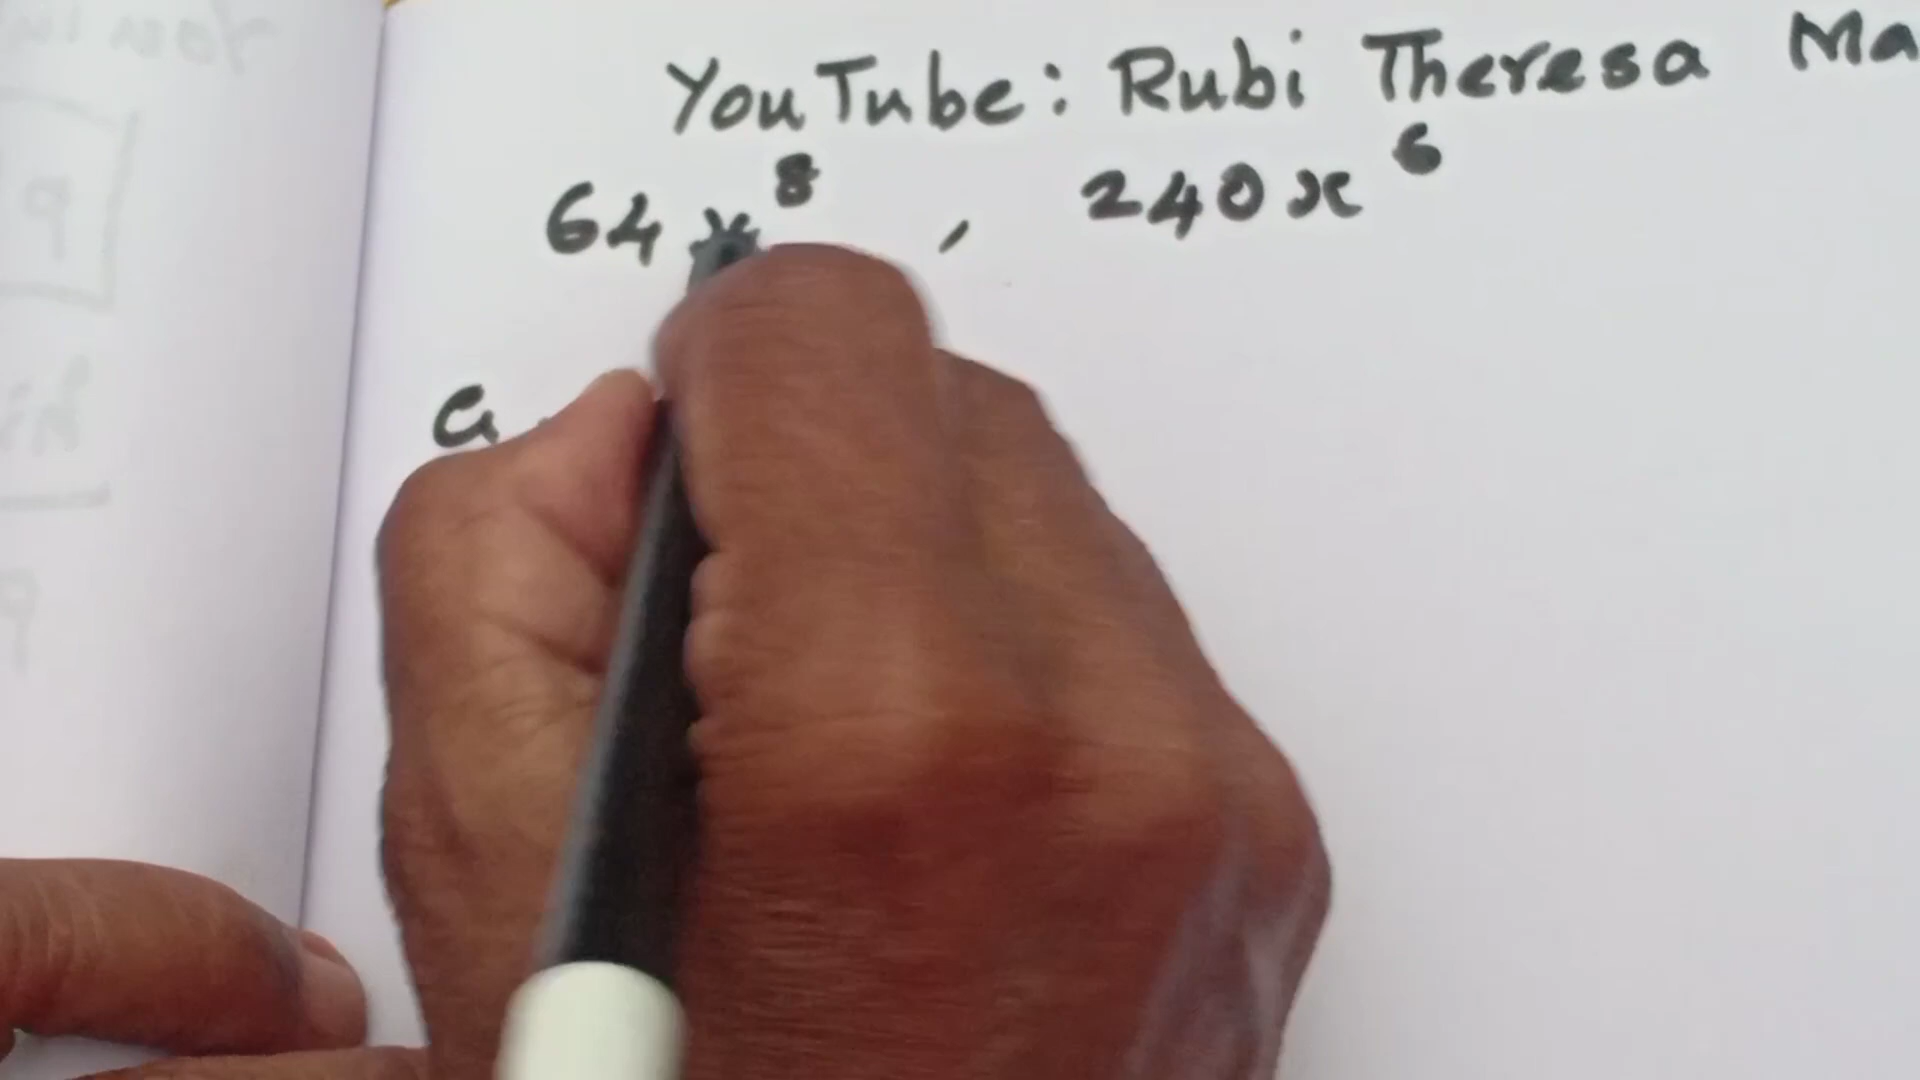 YouTube: Rubi Theresa Ma
64x⁸ , 240x⁶
G